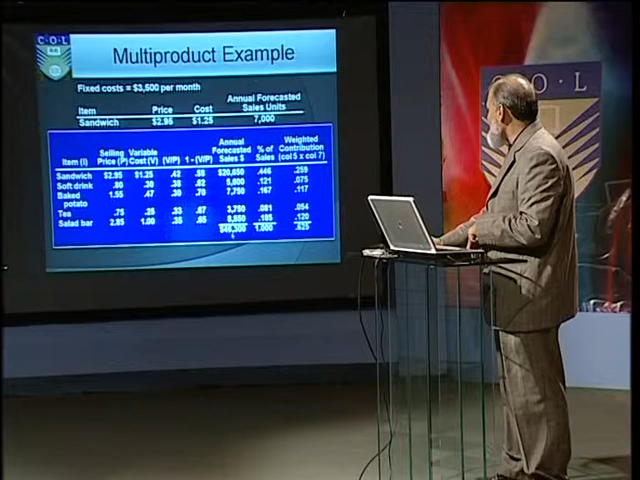 C·O·L
Multiproduct Example
Fixed costs = $3,500 per month
Annual Forecasted
Item Price Cost Sales Units
Sandwich $2.95 $1.25 7,000
Annual Weighted
Selling Variable Forecasted % of Contribution
Item (i) Price (P) Cost (V) (V/P) 1 - (V/P) Sales $ Sales (col 5 x col 7)
Sandwich $2.95 $1.25 .42 .58 $20,650 .446 .259
Soft drink .80 .30 .38 .62 5,600 .121 .075
Baked 1.55 .47 .30 .70 7,750 .167 .117
potato
Tea .75 .25 .33 .67 3,750 .081 .054
Salad bar 2.85 1.00 .35 .65 8,550 .185 .120
$46,300 1.000 .625
C·O·L
hp